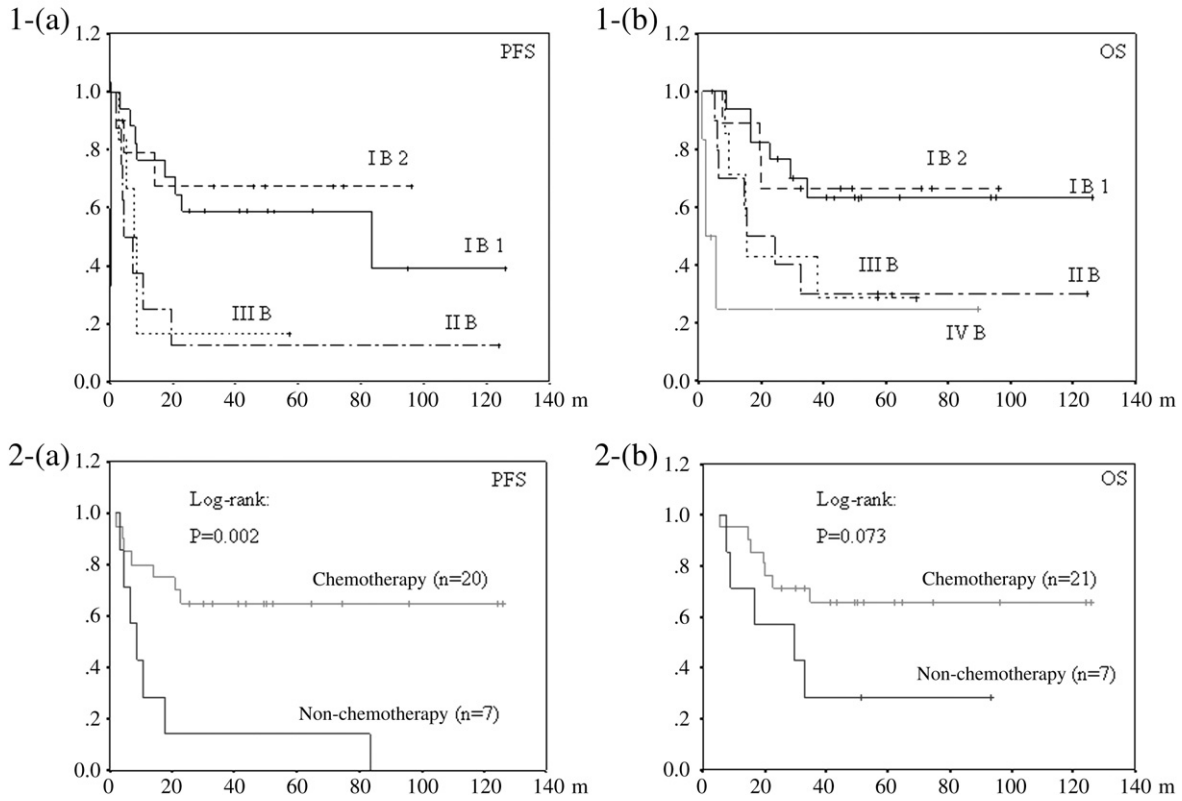 1-(a)
PFS
1.2
1.0
.8
.6
.4
.2
0.0
I B 2
I B 1
III B
II B
0 20 40 60 80 100 120 140 m
1-(b)
OS
1.2
1.0
.8
.6
.4
.2
0.0
I B 2
I B 1
III B
II B
IV B
0 20 40 60 80 100 120 140 m
2-(a)
PFS
1.2
1.0
.8
.6
.4
.2
0.0
Log-rank:
P=0.002
Chemotherapy (n=20)
Non-chemotherapy (n=7)
0 20 40 60 80 100 120 140 m
2-(b)
OS
1.2
1.0
.8
.6
.4
.2
0.0
Log-rank:
P=0.073
Chemotherapy (n=21)
Non-chemotherapy (n=7)
0 20 40 60 80 100 120 140 m